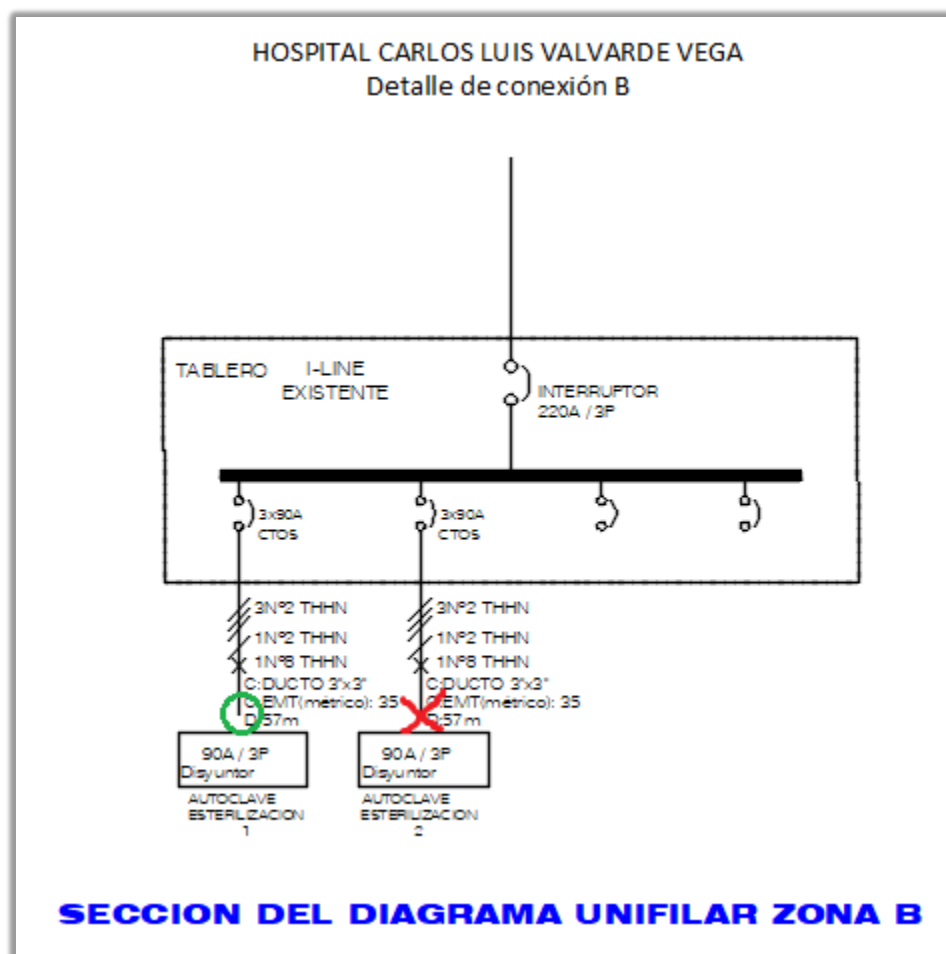 HOSPITAL CARLOS LUIS VALVARDE VEGA
Detalle de conexión B
TABLERO I-LINE
EXISTENTE
INTERRUPTOR
220A / 3P
3x90A
CTOS
3x90A
CTOS
3Nº2 THHN
1Nº2 THHN
1Nº8 THHN
C:DUCTO 3"x3"
C:EMT(métrico): 35
D:57m
3Nº2 THHN
1Nº2 THHN
1Nº8 THHN
C:DUCTO 3"x3"
C:EMT(métrico): 35
D:57m
90A / 3P
Disyuntor
AUTOCLAVE
ESTERILIZACION
1
90A / 3P
Disyuntor
AUTOCLAVE
ESTERILIZACION
2
SECCION DEL DIAGRAMA UNIFILAR ZONA B